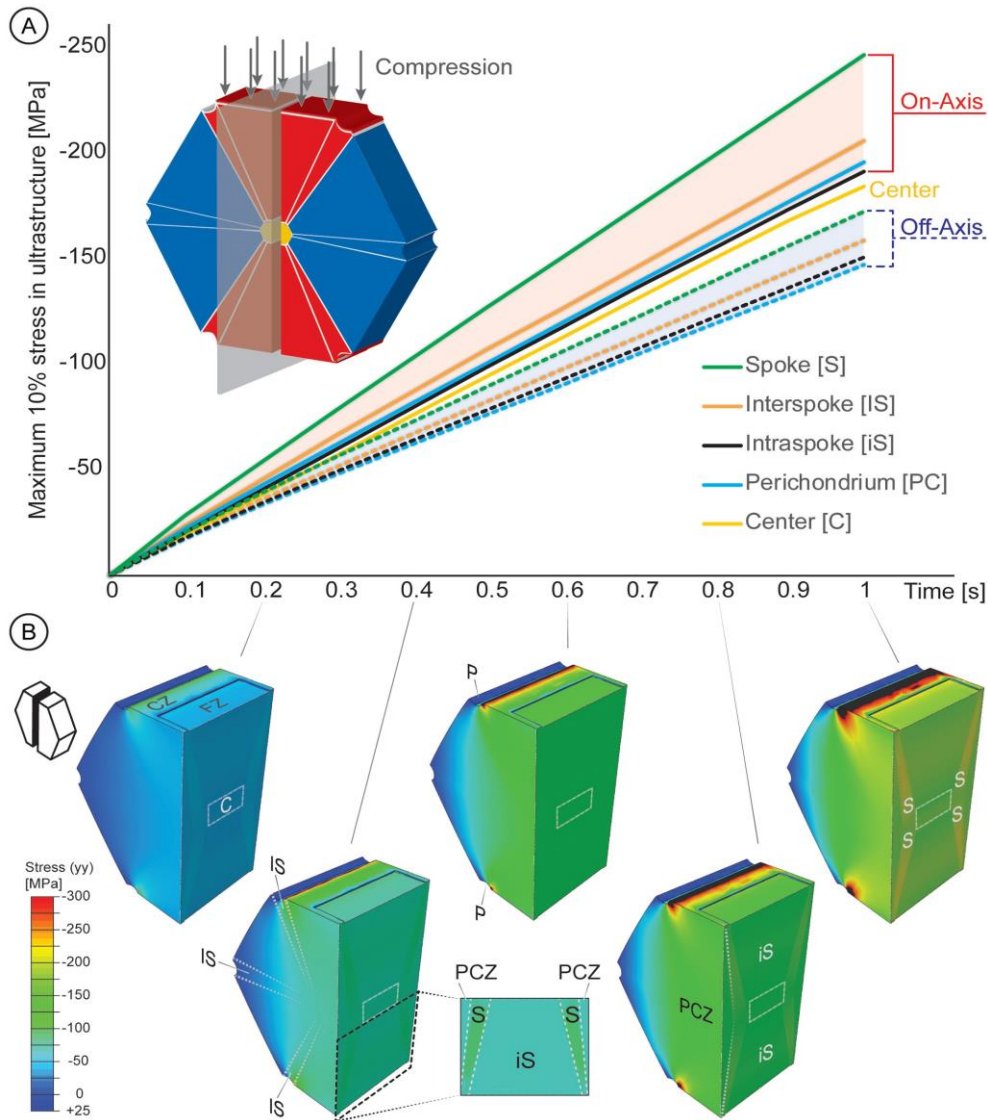 A
Maximum 10% stress in ultrastructure [MPa]
-250
-200
-150
-100
-50
Compression
On-Axis
Center
Off-Axis
Spoke [S]
Interspoke [IS]
Intraspoke [iS]
Perichondrium [PC]
Center [C]
0 0.1 0.2 0.3 0.4 0.5 0.6 0.7 0.8 0.9 1 Time [s]
B
CZ
FZ
C
P
P
S S
S S
Stress (yy)
[MPa]
-300
-250
-200
-150
-100
-50
0
+25
IS
IS
IS
PCZ PCZ
S S
iS
iS
PCZ
iS